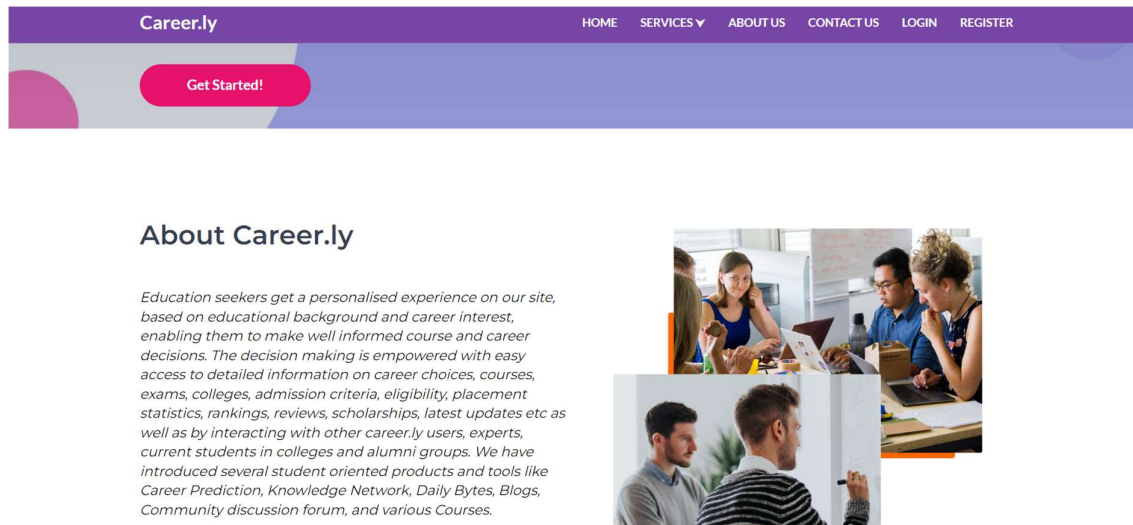 Career.ly
HOME SERVICES ABOUT US CONTACT US LOGIN REGISTER
Get Started!
About Career.ly
Education seekers get a personalised experience on our site,
based on educational background and career interest,
enabling them to make well informed course and career
decisions. The decision making is empowered with easy
access to detailed information on career choices, courses,
exams, colleges, admission criteria, eligibility, placement
statistics, rankings, reviews, scholarships, latest updates etc as
well as by interacting with other career.ly users, experts,
current students in colleges and alumni groups. We have
introduced several student oriented products and tools like
Career Prediction, Knowledge Network, Daily Bytes, Blogs,
Community discussion forum, and various Courses.